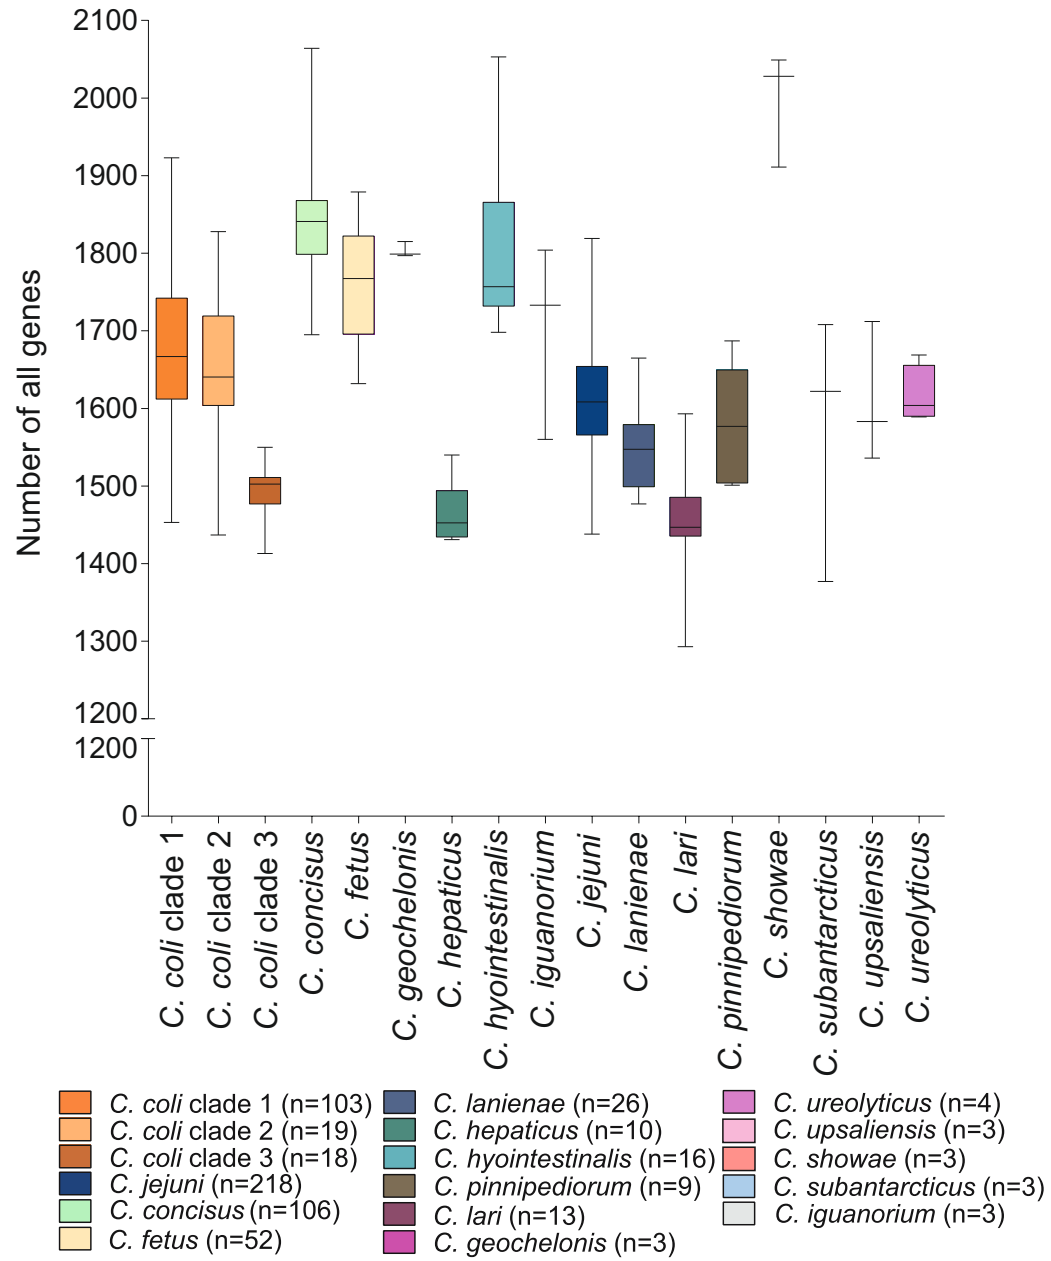 Number of all genes
2100
2000
1900
1800
1700
1600
1500
1400
1300
1200
1200
0
C. coli clade 1
C. coli clade 2
C. coli clade 3
C. concisus
C. fetus
C. geochelonis
C. hepaticus
C. hyointestinalis
C. iguanorium
C. jejuni
C. lanienae
C. lari
C. pinnipediorum
C. showae
C. subantarcticus
C. upsaliensis
C. ureolyticus
C. coli clade 1 (n=103)
C. coli clade 2 (n=19)
C. coli clade 3 (n=18)
C. jejuni (n=218)
C. concisus (n=106)
C. fetus (n=52)
C. lanienae (n=26)
C. hepaticus (n=10)
C. hyointestinalis (n=16)
C. pinnipediorum (n=9)
C. lari (n=13)
C. geochelonis (n=3)
C. ureolyticus (n=4)
C. upsaliensis (n=3)
C. showae (n=3)
C. subantarcticus (n=3)
C. iguanorium (n=3)